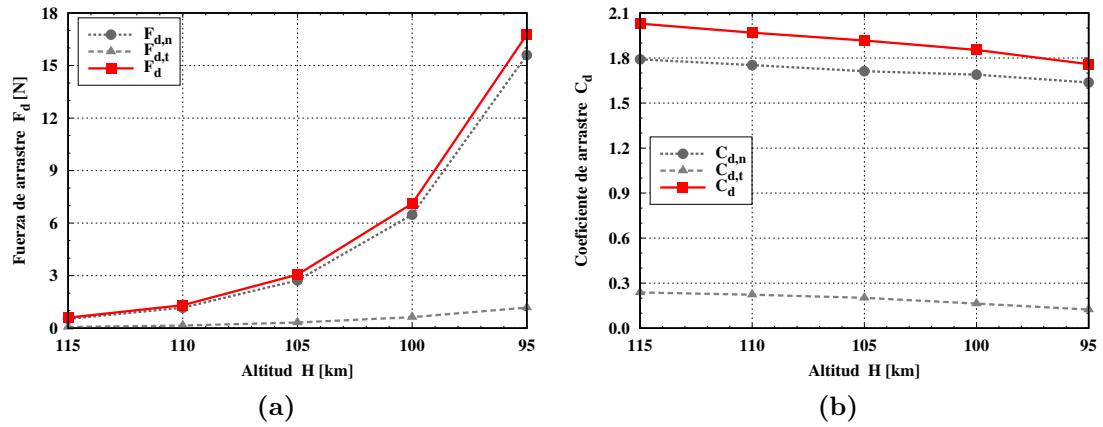 18
15
12
9
6
3
0
Fuerza de arrastre F_d [N]
F_d,n
F_d,t
F_d
115 110 105 100 95
Altitud H [km]
(a)
2.1
1.8
1.5
1.2
0.9
0.6
0.3
0.0
Coeficiente de arrastre C_d
C_d,n
C_d,t
C_d
115 110 105 100 95
Altitud H [km]
(b)